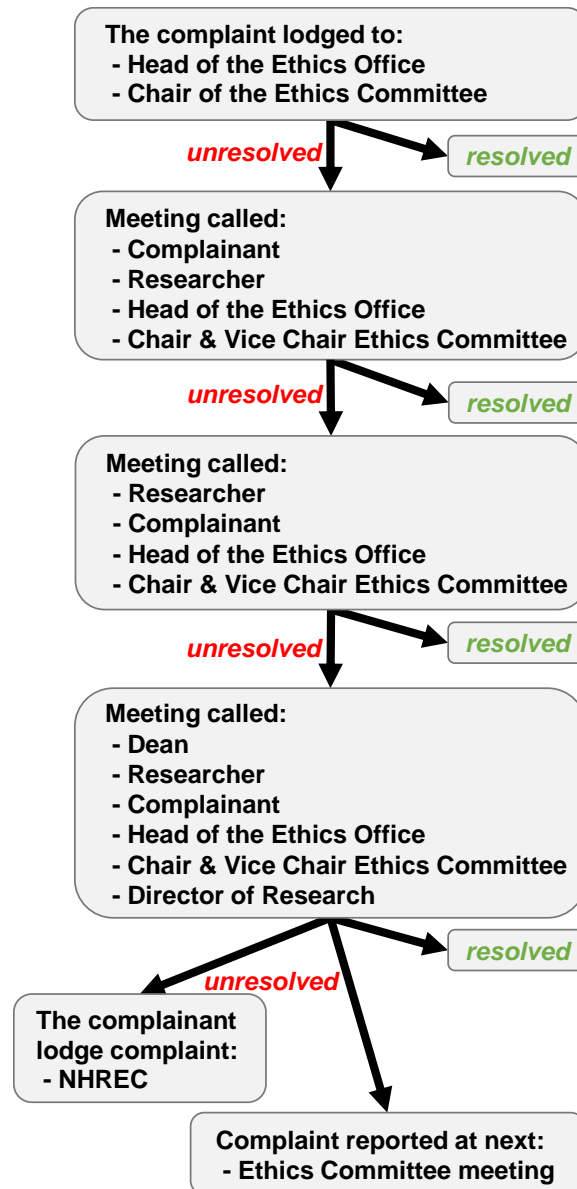 The complaint lodged to:
- Head of the Ethics Office
- Chair of the Ethics Committee
unresolved
resolved
Meeting called:
- Complainant
- Researcher
- Head of the Ethics Office
- Chair & Vice Chair Ethics Committee
unresolved
resolved
Meeting called:
- Researcher
- Complainant
- Head of the Ethics Office
- Chair & Vice Chair Ethics Committee
unresolved
resolved
Meeting called:
- Dean
- Researcher
- Complainant
- Head of the Ethics Office
- Chair & Vice Chair Ethics Committee
- Director of Research
unresolved
resolved
The complainant
lodge complaint:
- NHREC
Complaint reported at next:
- Ethics Committee meeting